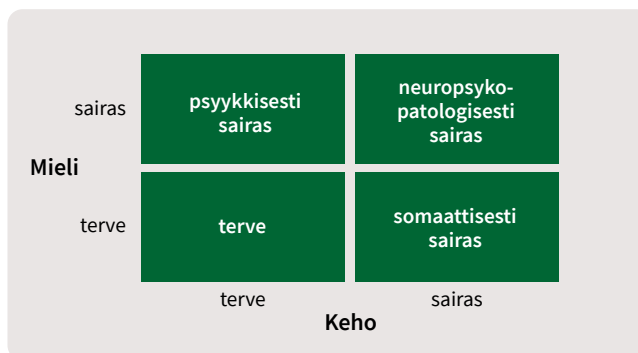 sairas
psyykkisesti
sairas
neuropsyko-
patologisesti
sairas
Mieli
terve
terve
somaattisesti
sairas
terve
sairas
Keho